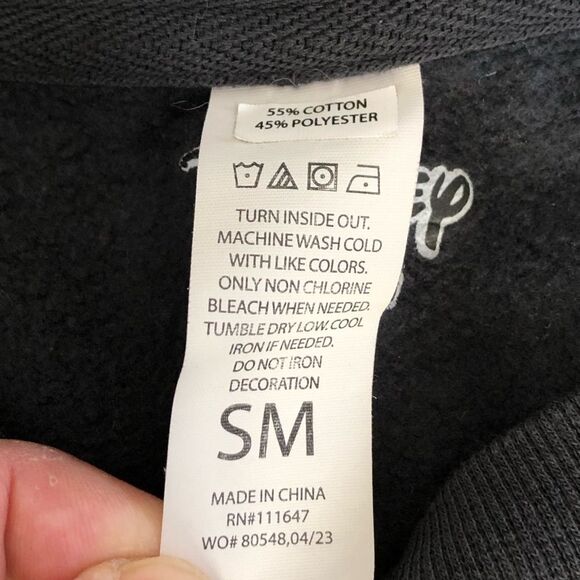 55% COTTON
45% POLYESTER
TURN INSIDE OUT.
MACHINE WASH COLD
WITH LIKE COLORS.
ONLY NON CHLORINE
BLEACH WHEN NEEDED.
TUMBLE DRY LOW. COOL
IRON IF NEEDED.
DO NOT IRON
DECORATION
SM
MADE IN CHINA
RN#111647
WO# 80548,04/23